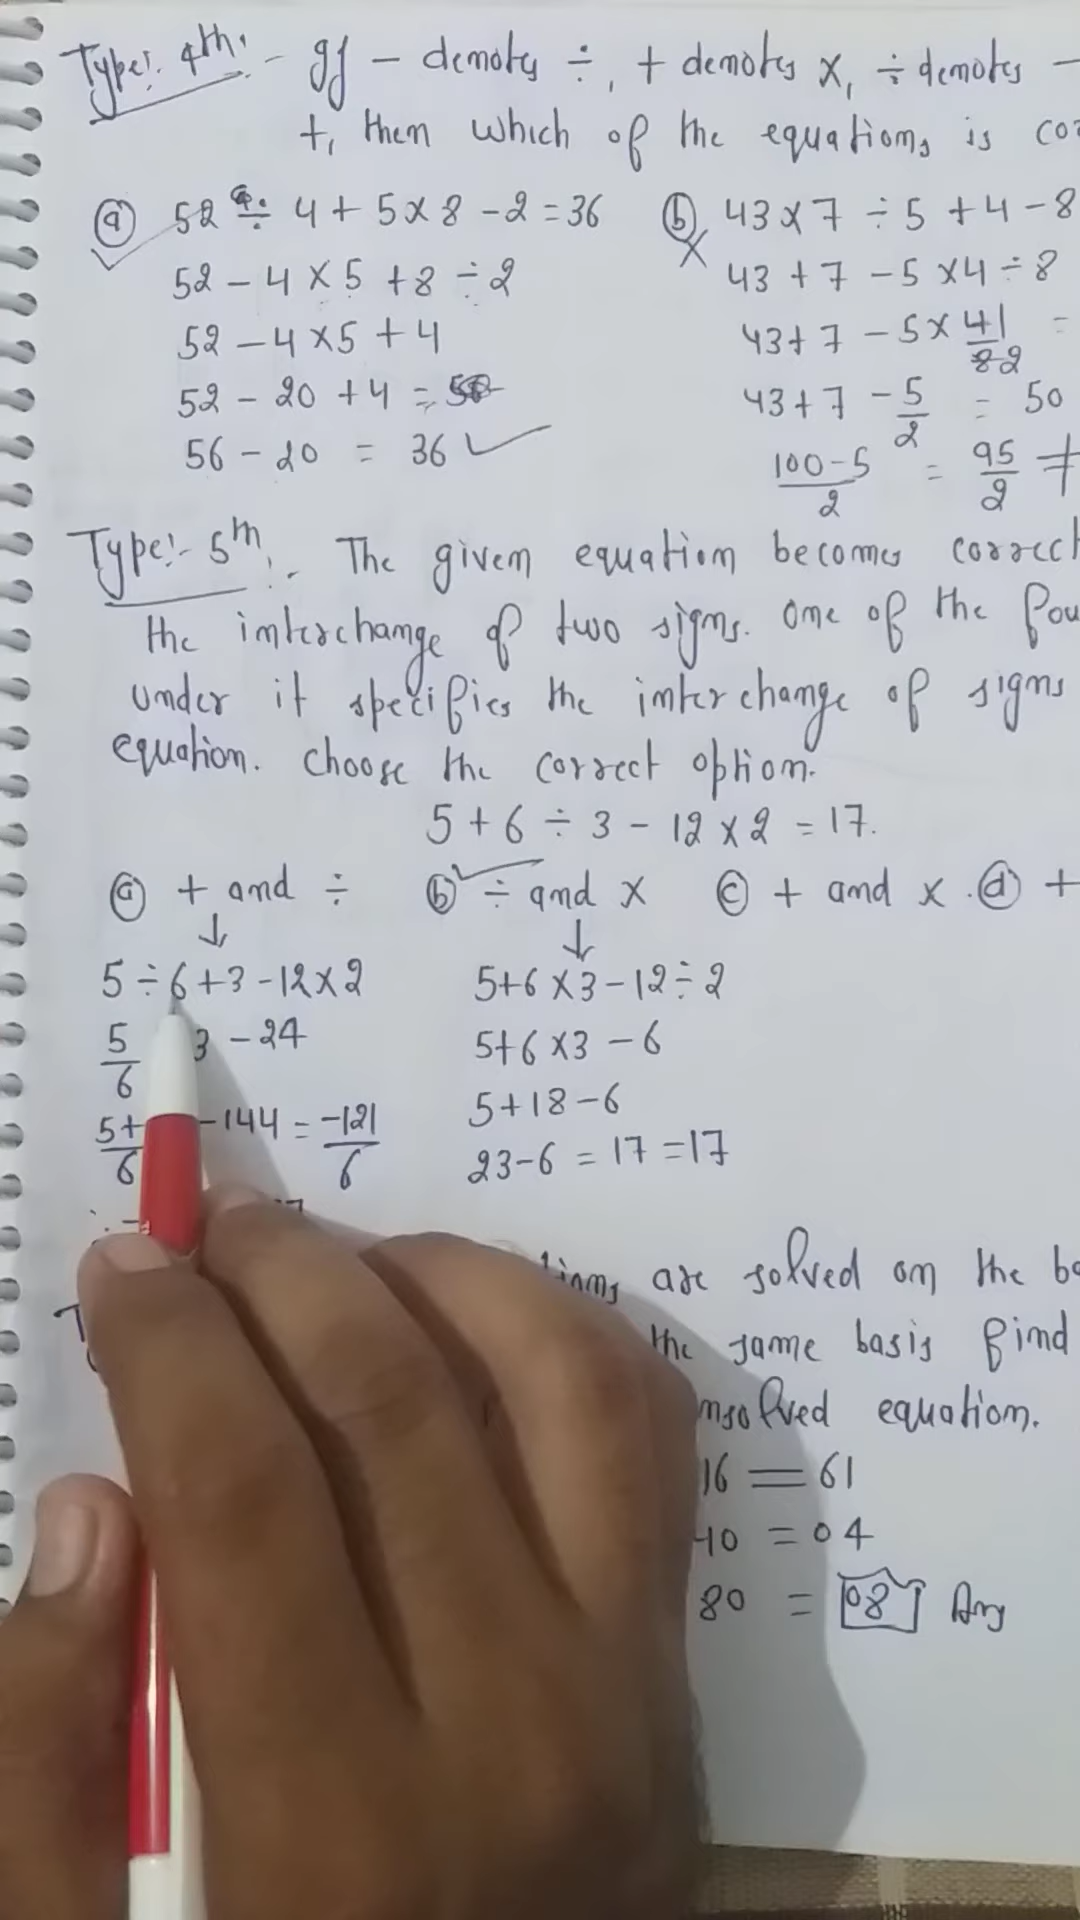 Type:- 4th. - If - denotes ÷, + denotes ×, ÷ denotes -
+, then which of the equations is
(a) 52 ÷ 4 + 5 × 8 - 2 = 36
52 - 4 × 5 + 8 ÷ 2
52 - 4 × 5 + 4
52 - 20 + 4 =
56 - 20 = 36 ✓
(b) 43 × 7 ÷ 5 + 4 - 8
43 + 7 - 5 × 4 ÷ 8
43 + 7 - 5 × 41/82 =
43 + 7 - 5/2 = 50
100-5/2 = 95/2 ≠
Type:- 5th. - The given equation becomes correct
the interchange of two signs. One of the
under it specifies the interchange of signs
equation. Choose the correct option.
5 + 6 ÷ 3 - 12 × 2 = 17.
(a) + and ÷ (b) ÷ and × (c) + and ×. (d) +
↓ ↓
5 ÷ 6 + 3 - 12 × 2
5/6 3 - 24
5+/6 -144 = -121/6
5 + 6 × 3 - 12 ÷ 2
5 + 6 × 3 - 6
5 + 18 - 6
23 - 6 = 17 = 17
are solved on the
the same basis find
equation.
16 = 61
40 = 04
80 = 08 Ans